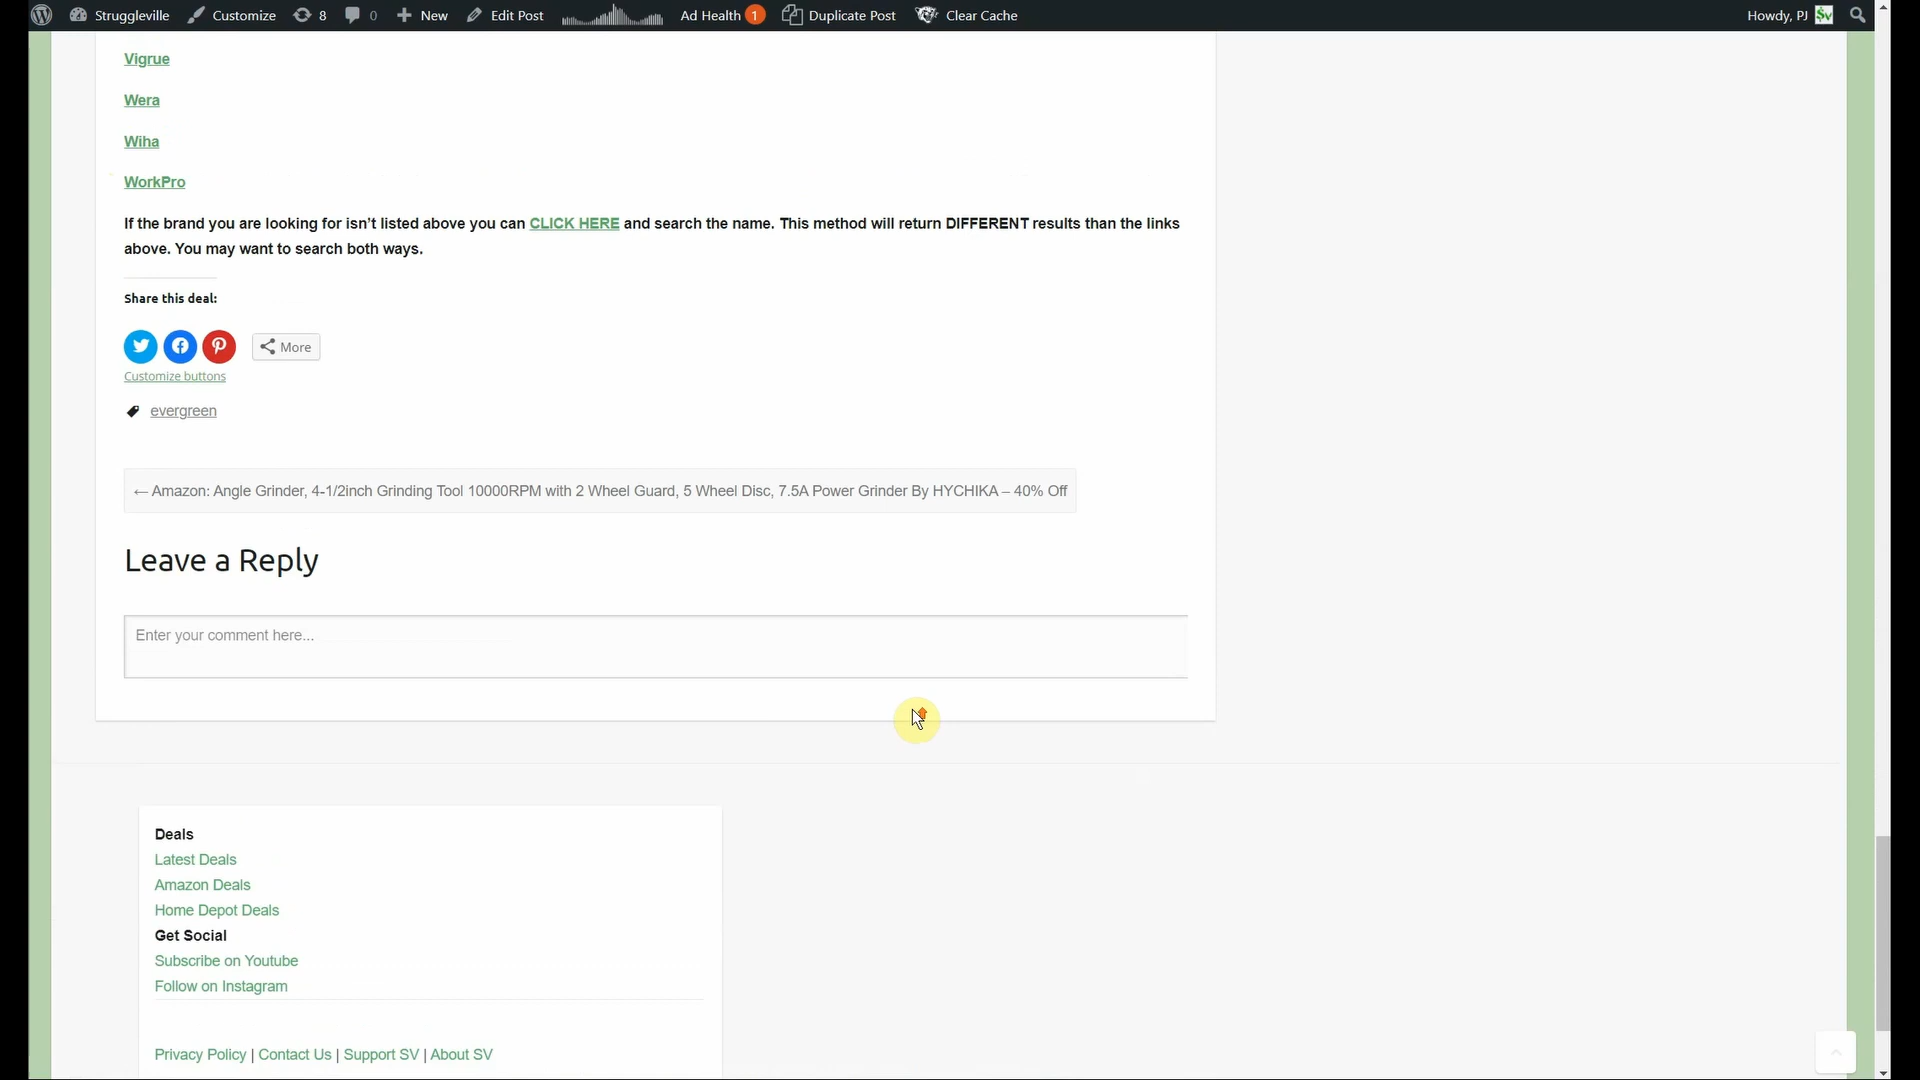 Struggleville Customize 8 0 New Edit Post Ad Health 1 Duplicate Post Clear Cache Howdy, PJ $v
Vigrue
Wera
Wiha
WorkPro
If the brand you are looking for isn’t listed above you can CLICK HERE and search the name. This method will return DIFFERENT results than the links
above. You may want to search both ways.
Share this deal:
More
Customize buttons
evergreen
← Amazon: Angle Grinder, 4-1/2inch Grinding Tool 10000RPM with 2 Wheel Guard, 5 Wheel Disc, 7.5A Power Grinder By HYCHIKA – 40% Off
Leave a Reply
Enter your comment here...
Deals
Latest Deals
Amazon Deals
Home Depot Deals
Get Social
Subscribe on Youtube
Follow on Instagram
Privacy Policy | Contact Us | Support SV | About SV